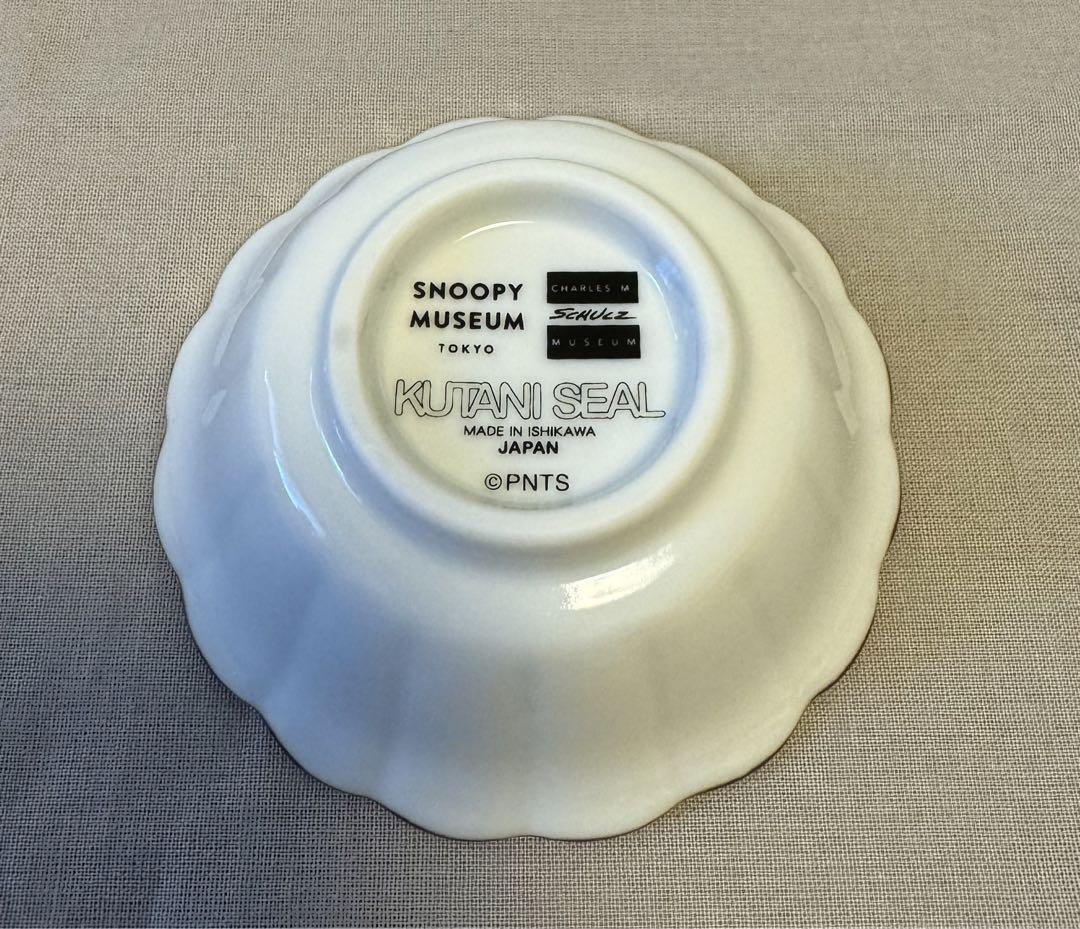 SNOOPY
MUSEUM
TOKYO
CHARLES M
SCHULZ
MUSEUM
KUTANI SEAL
MADE IN ISHIKAWA
JAPAN
©PNTS